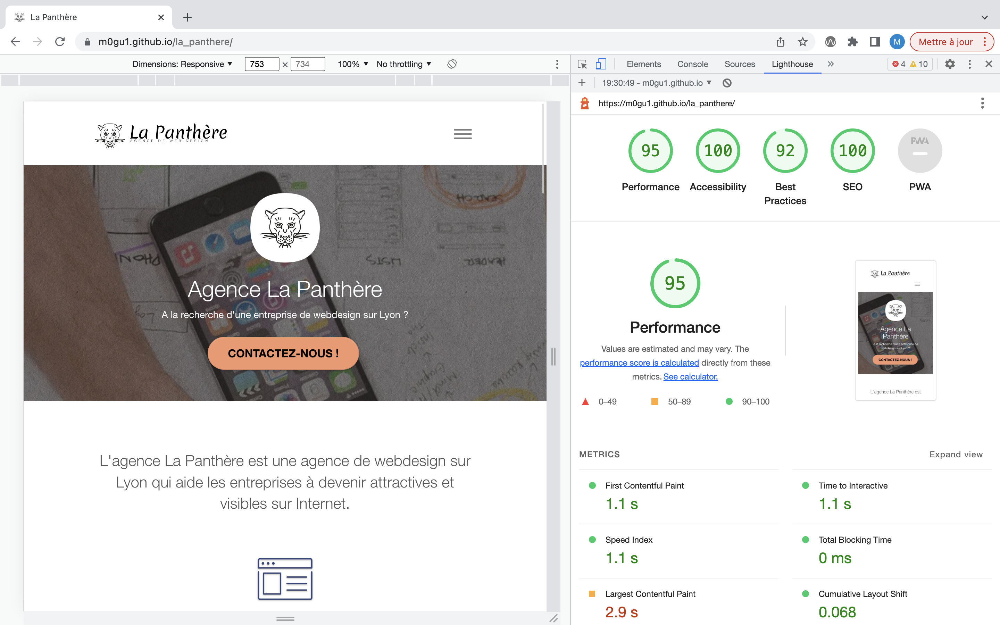 La Panthère
m0gu1.github.io/la_panthere/
M
Mettre à jour
Dimensions: Responsive
753 × 734
100%
No throttling
Elements
Console
Sources
Lighthouse
4
10
19:30:49 - m0gu1.github.io
https://m0gu1.github.io/la_panthere/
La Panthère
AGENCE DE WEB DESIGN
Agence La Panthère
A la recherche d'une entreprise de webdesign sur Lyon ?
CONTACTEZ-NOUS !
L'agence La Panthère est une agence de webdesign sur
Lyon qui aide les entreprises à devenir attractives et
visibles sur Internet.
95
100
92
100
PWA
Performance
Accessibility
Best
Practices
SEO
PWA
95
Performance
Values are estimated and may vary. The
performance score is calculated directly from these
metrics. See calculator.
0–49
50–89
90–100
La Panthère
Agence La
Panthère
A la recherche d'une entreprise de
webdesign sur Lyon ?
CONTACTEZ-NOUS !
L'agence La Panthère est
METRICS
Expand view
First Contentful Paint
1.1 s
Time to Interactive
1.1 s
Speed Index
1.1 s
Total Blocking Time
0 ms
Largest Contentful Paint
2.9 s
Cumulative Layout Shift
0.068